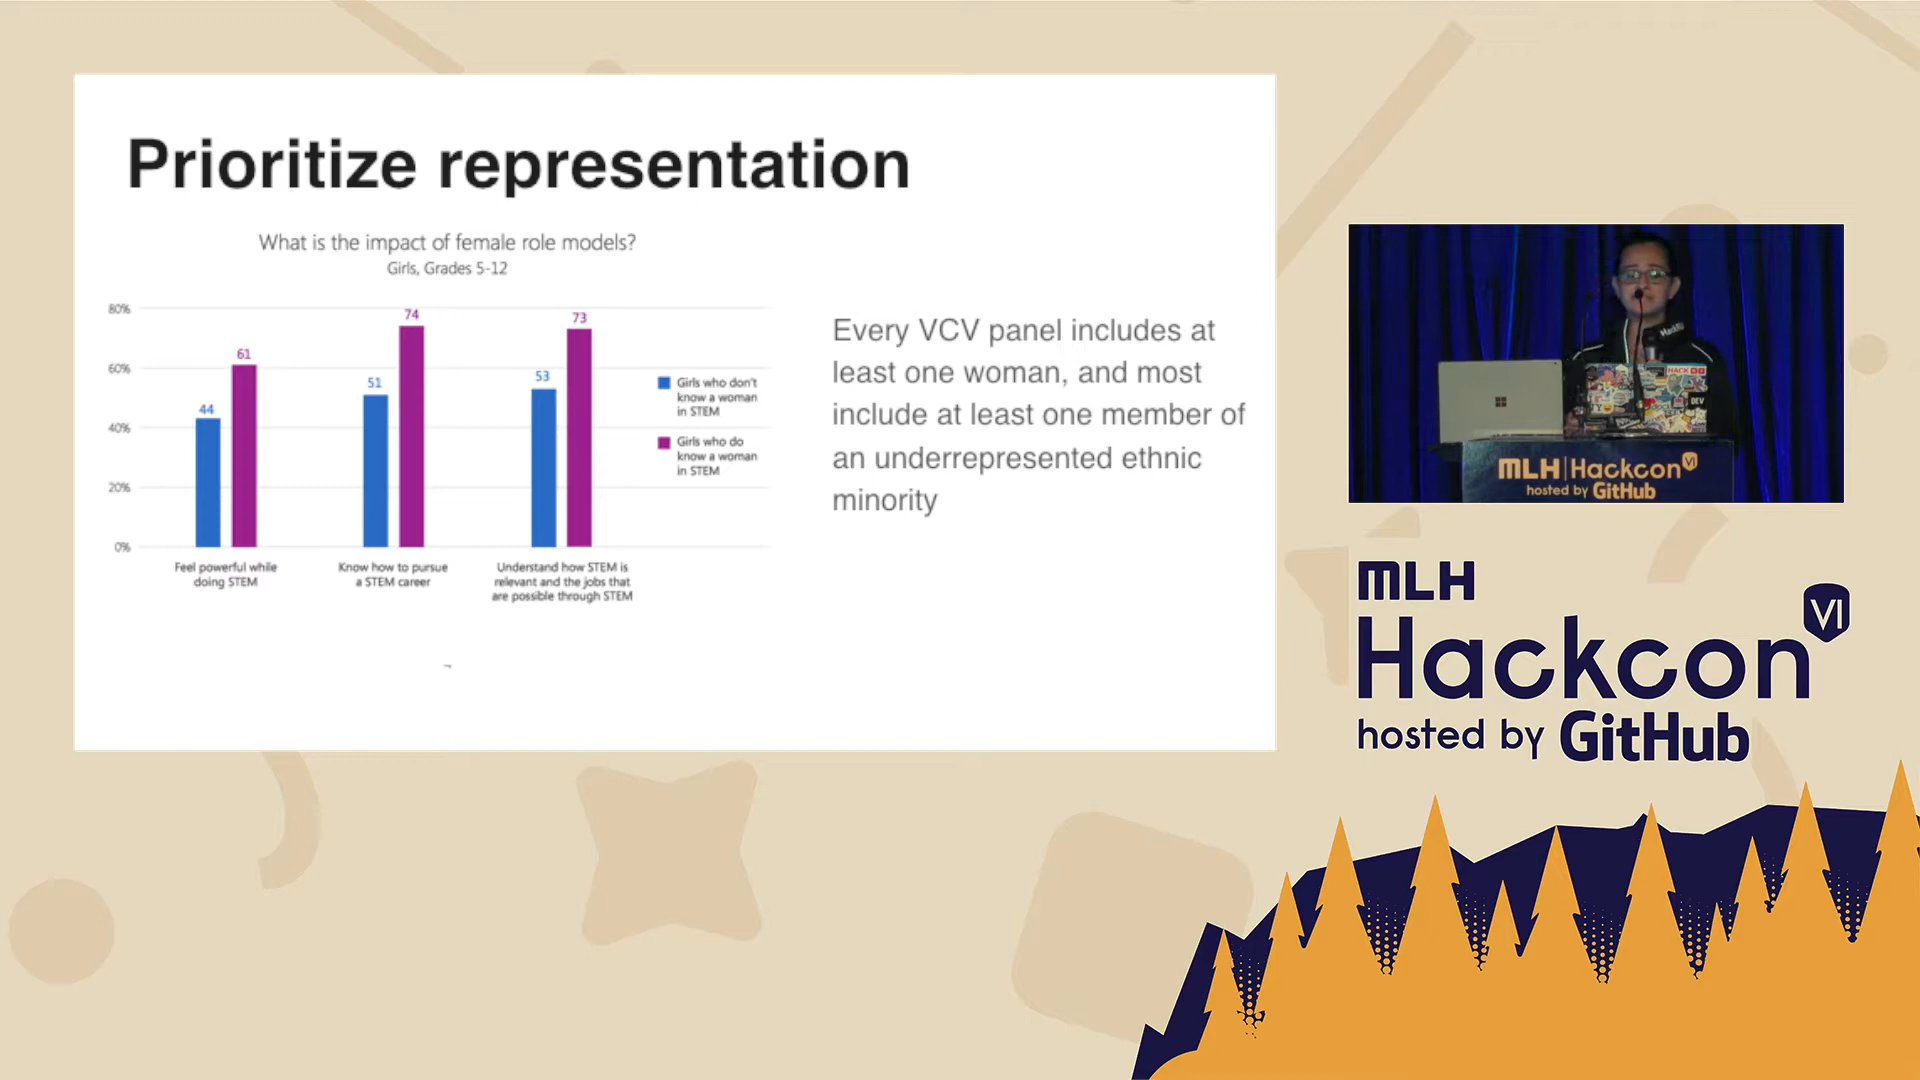 Prioritize representation
What is the impact of female role models?
Girls, Grades 5-12
80%
60%
40%
20%
0%
44
61
51
74
53
73
Feel powerful while
doing STEM
Know how to pursue
a STEM career
Understand how STEM is
relevant and the jobs that
are possible through STEM
Girls who don't
know a woman
in STEM
Girls who do
know a woman
in STEM
Every VCV panel includes at
least one woman, and most
include at least one member of
an underrepresented ethnic
minority
HACK
DEV
MLH Hackcon VI
hosted by GitHub
MLH
Hackcon VI
hosted by GitHub